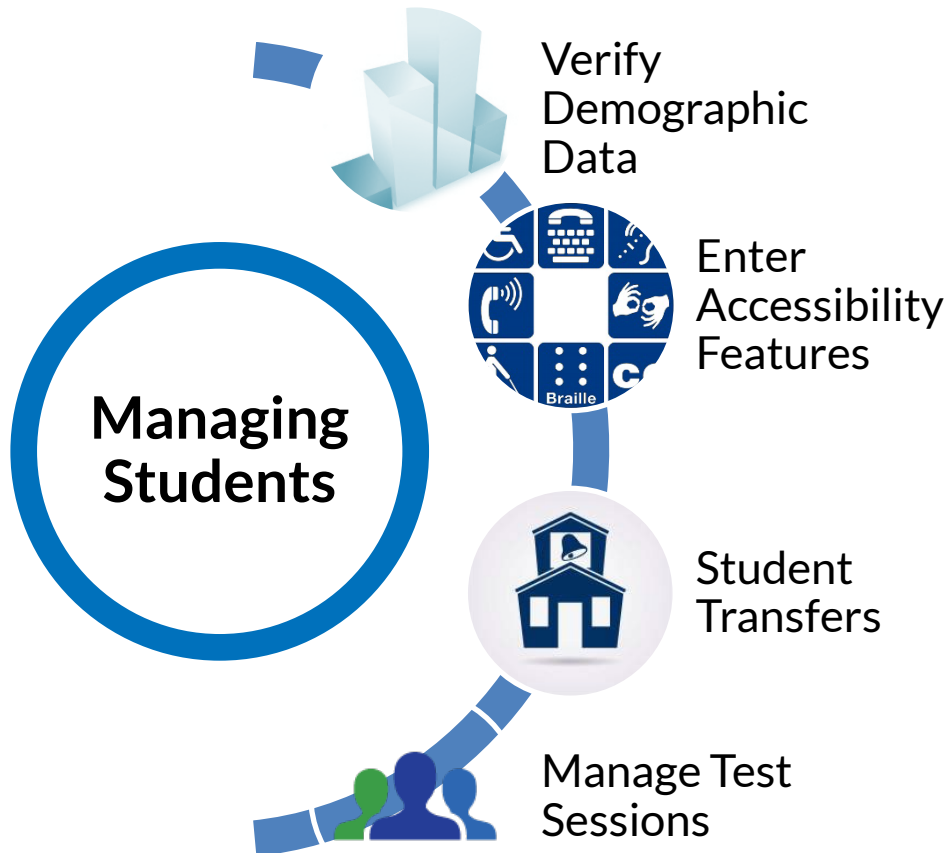 Verify
Demographic
Data
Enter
Accessibility
Features
Braille
Managing
Students
Student
Transfers
Manage Test
Sessions